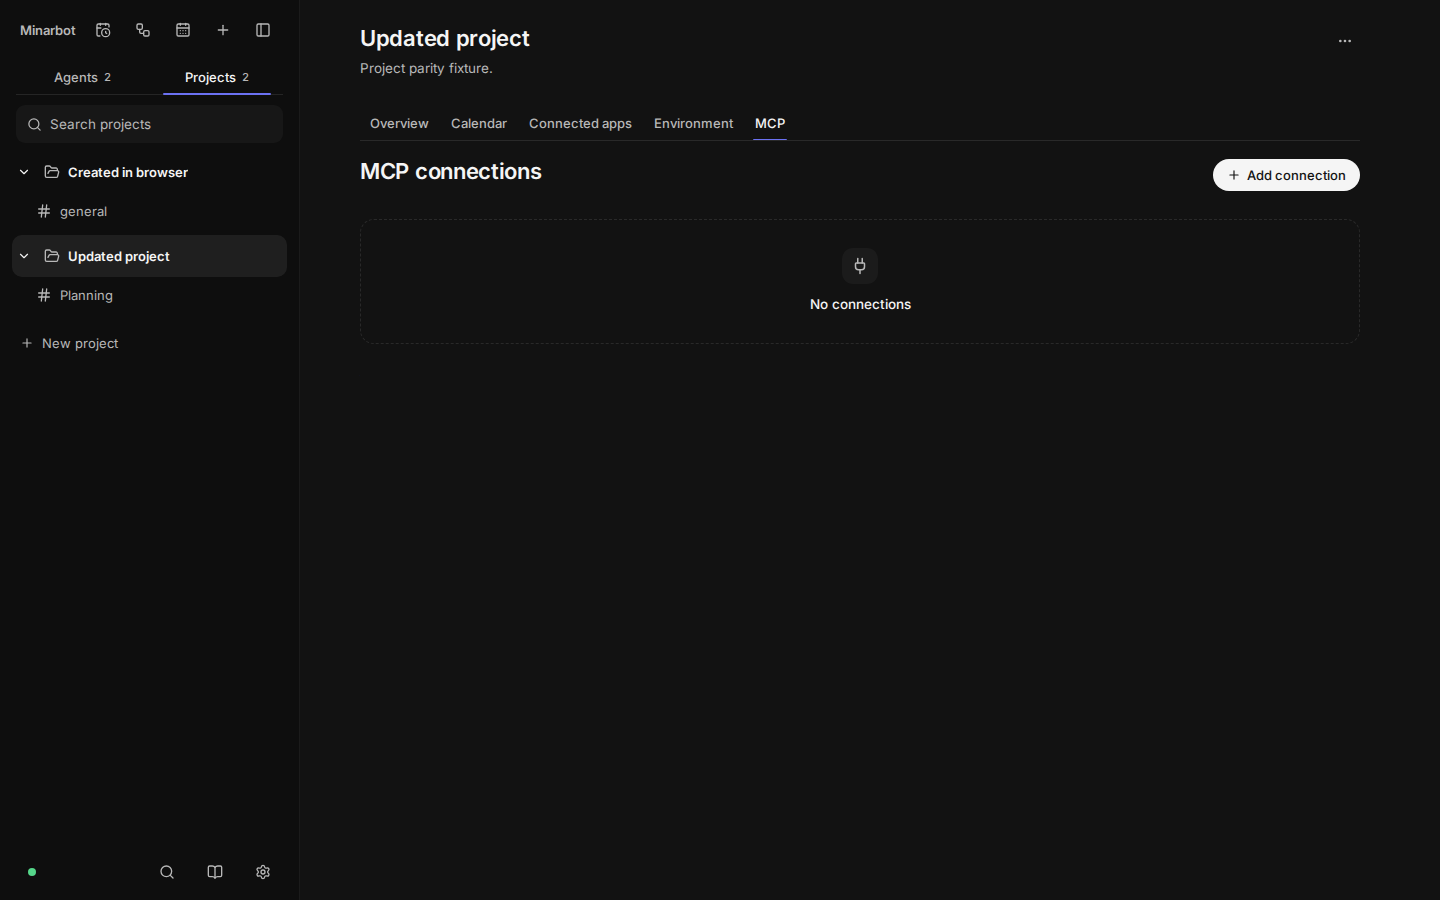 Minarbot
Agents 2
Projects 2
Search projects
Created in browser
general
Updated project
Planning
New project
Updated project
Project parity fixture.
Overview
Calendar
Connected apps
Environment
MCP
MCP connections
Add connection
No connections